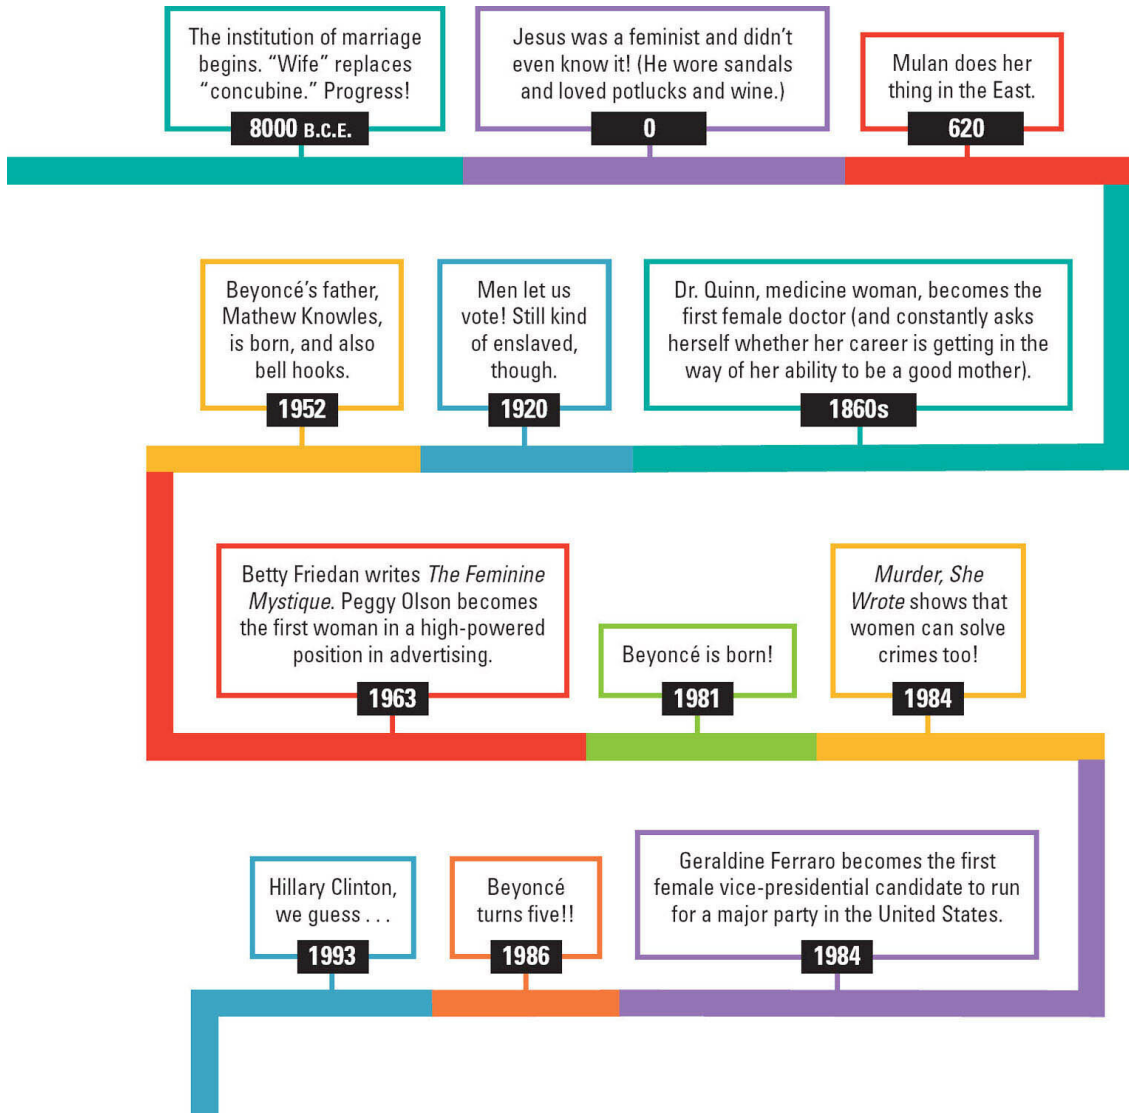 The institution of marriage
begins. “Wife” replaces
“concubine.” Progress!
8000 B.C.E.
Jesus was a feminist and didn’t
even know it! (He wore sandals
and loved potlucks and wine.)
0
Mulan does her
thing in the East.
620
Dr. Quinn, medicine woman, becomes the
first female doctor (and constantly asks
herself whether her career is getting in the
way of her ability to be a good mother).
1860s
Men let us
vote! Still kind
of enslaved,
though.
1920
Beyoncé’s father,
Mathew Knowles,
is born, and also
bell hooks.
1952
Betty Friedan writes The Feminine
Mystique. Peggy Olson becomes
the first woman in a high-powered
position in advertising.
1963
Beyoncé is born!
1981
Murder, She
Wrote shows that
women can solve
crimes too!
1984
Geraldine Ferraro becomes the first
female vice-presidential candidate to run
for a major party in the United States.
1984
Beyoncé
turns five!!
1986
Hillary Clinton,
we guess . . .
1993